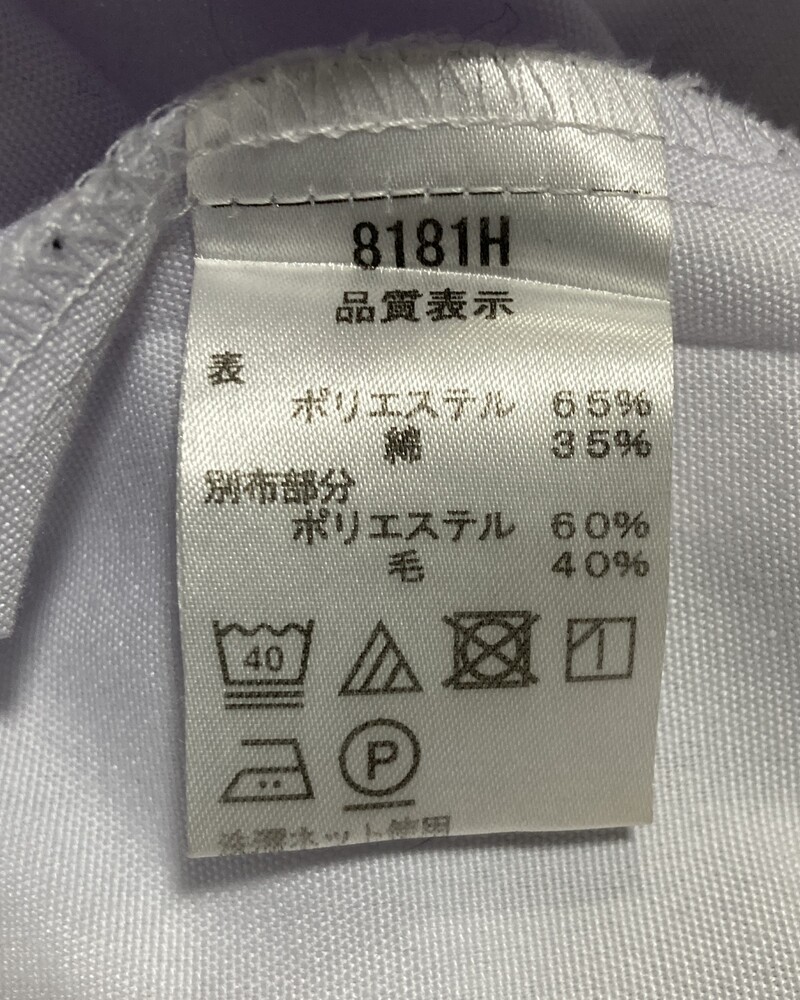 8181H
品質表示
表
ポリエステル 65%
綿 35%
別布部分
ポリエステル 60%
毛 40%
40
P
洗濯ネット使用